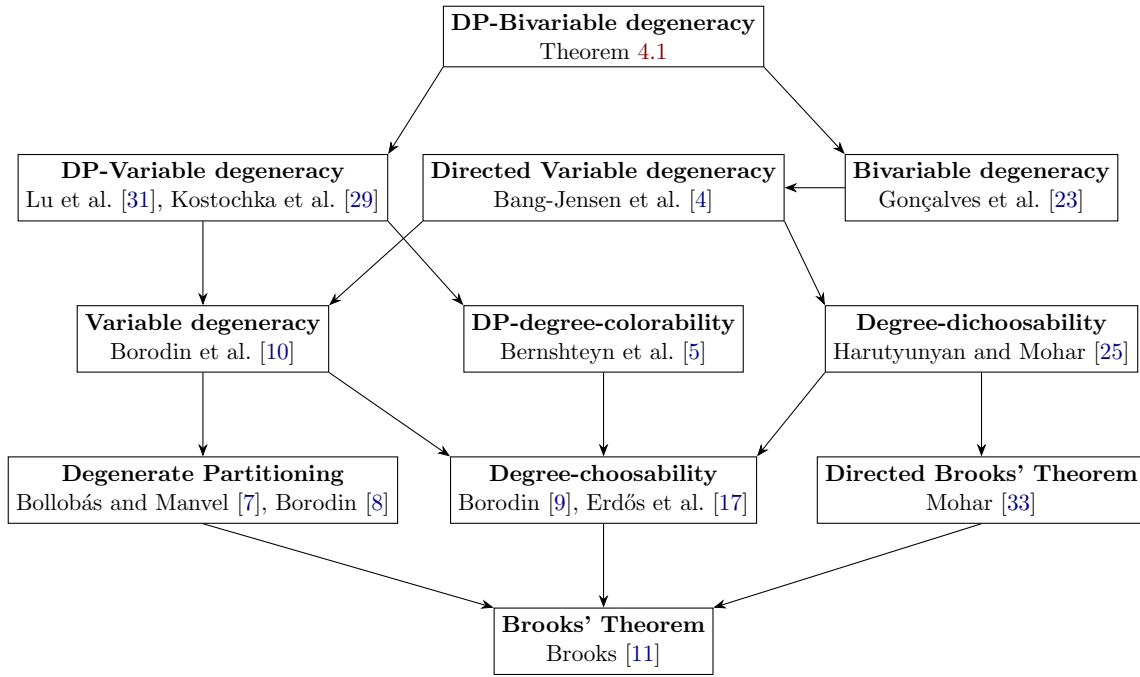 DP-Bivariable degeneracy
Theorem 4.1
DP-Variable degeneracy
Lu et al. [31], Kostochka et al. [29]
Directed Variable degeneracy
Bang-Jensen et al. [4]
Bivariable degeneracy
Gonçalves et al. [23]
Variable degeneracy
Borodin et al. [10]
DP-degree-colorability
Bernshteyn et al. [5]
Degree-dichoosability
Harutyunyan and Mohar [25]
Degenerate Partitioning
Bollobás and Manvel [7], Borodin [8]
Degree-choosability
Borodin [9], Erdős et al. [17]
Directed Brooks’ Theorem
Mohar [33]
Brooks’ Theorem
Brooks [11]